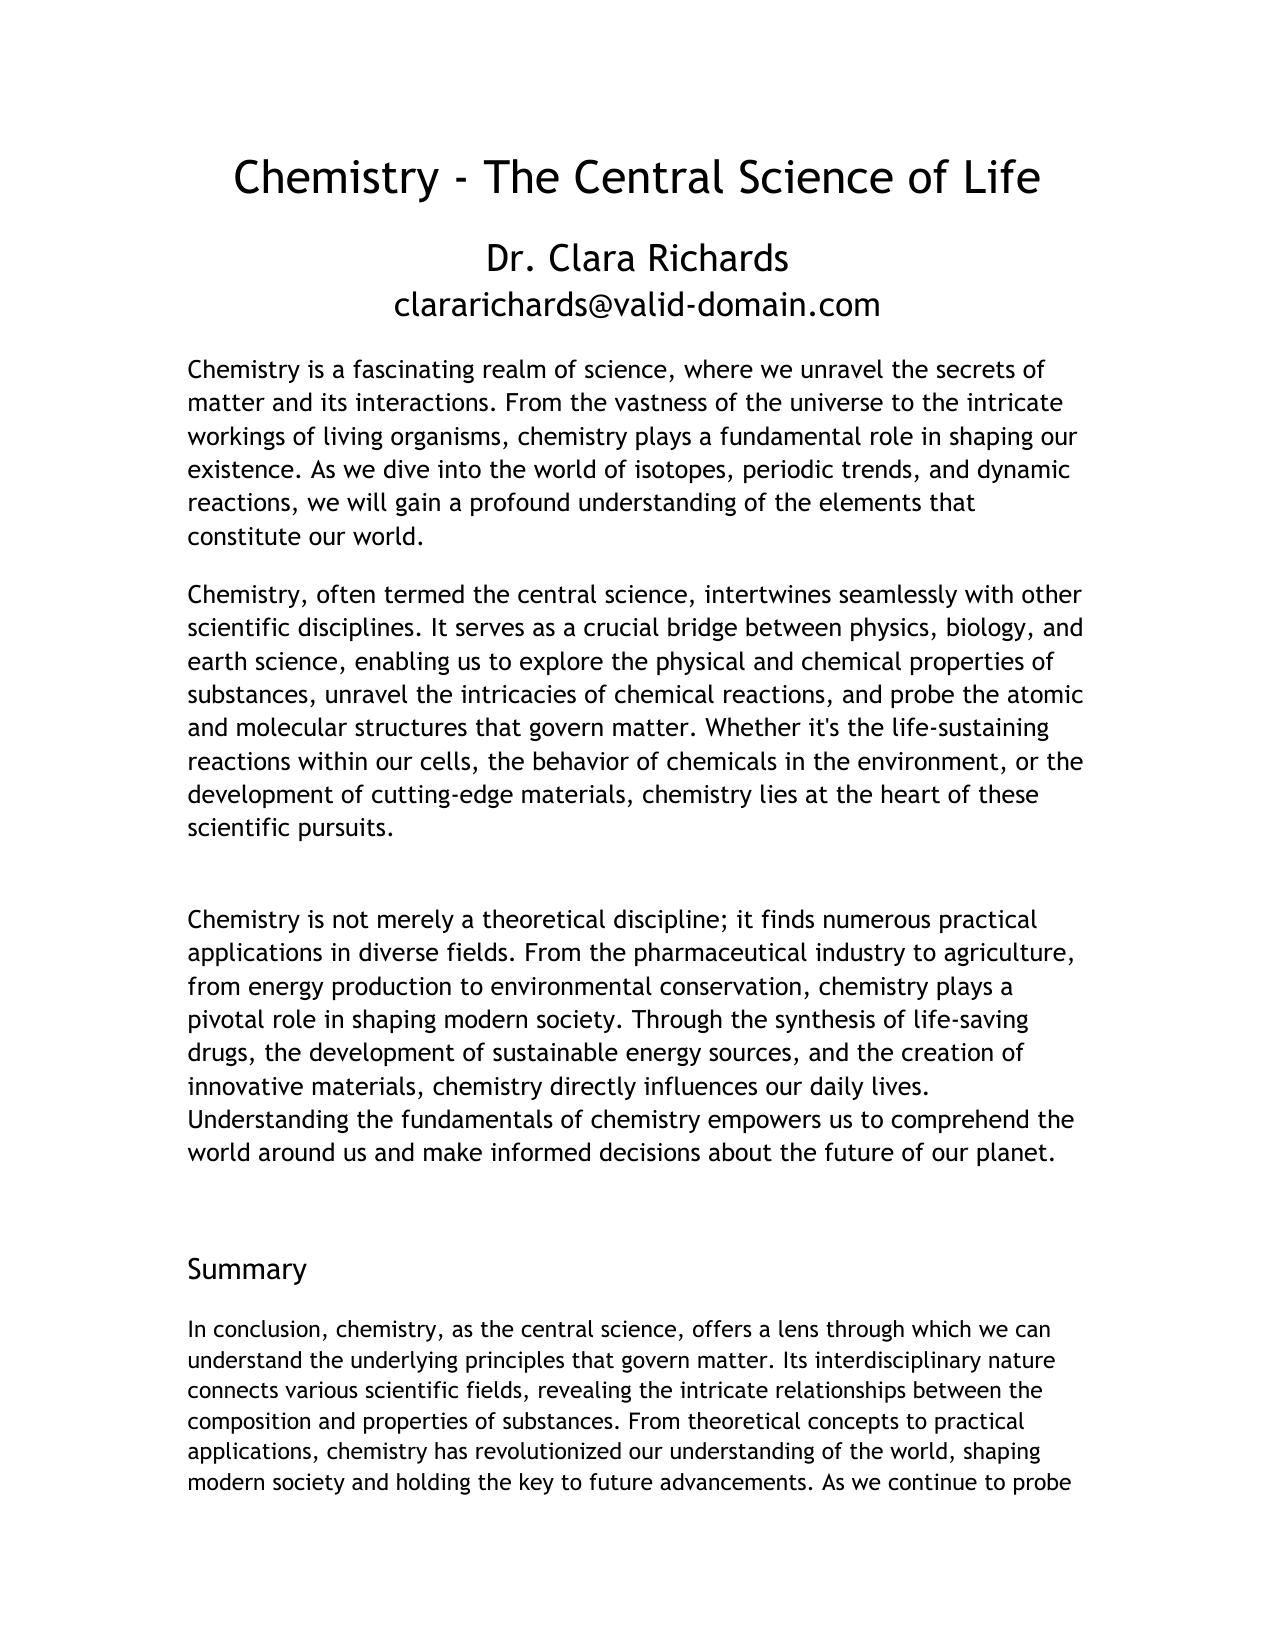 Chemistry - The Central Science of Life
Dr. Clara Richards
clararichards@valid-domain.com
Chemistry is a fascinating realm of science, where we unravel the secrets of
matter and its interactions. From the vastness of the universe to the intricate
workings of living organisms, chemistry plays a fundamental role in shaping our
existence. As we dive into the world of isotopes, periodic trends, and dynamic
reactions, we will gain a profound understanding of the elements that
constitute our world.
Chemistry, often termed the central science, intertwines seamlessly with other
scientific disciplines. It serves as a crucial bridge between physics, biology, and
earth science, enabling us to explore the physical and chemical properties of
substances, unravel the intricacies of chemical reactions, and probe the atomic
and molecular structures that govern matter. Whether it's the life-sustaining
reactions within our cells, the behavior of chemicals in the environment, or the
development of cutting-edge materials, chemistry lies at the heart of these
scientific pursuits.
Chemistry is not merely a theoretical discipline; it finds numerous practical
applications in diverse fields. From the pharmaceutical industry to agriculture,
from energy production to environmental conservation, chemistry plays a
pivotal role in shaping modern society. Through the synthesis of life-saving
drugs, the development of sustainable energy sources, and the creation of
innovative materials, chemistry directly influences our daily lives.
Understanding the fundamentals of chemistry empowers us to comprehend the
world around us and make informed decisions about the future of our planet.
Summary
In conclusion, chemistry, as the central science, offers a lens through which we can
understand the underlying principles that govern matter. Its interdisciplinary nature
connects various scientific fields, revealing the intricate relationships between the
composition and properties of substances. From theoretical concepts to practical
applications, chemistry has revolutionized our understanding of the world, shaping
modern society and holding the key to future advancements. As we continue to probe